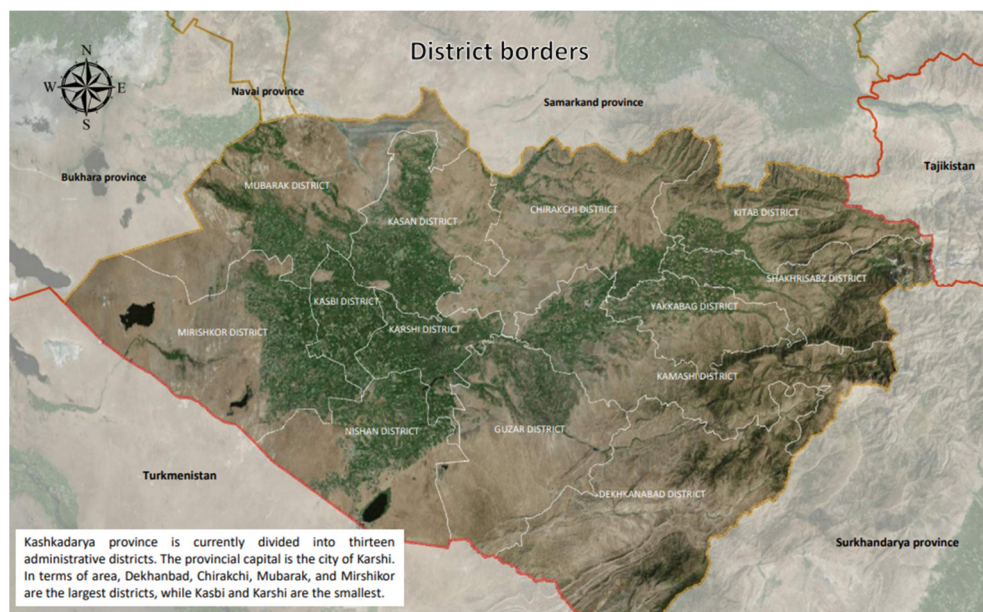 District borders
N
W E
S
Navai province
Samarkand province
Tajikistan
Bukhara province
MUBARAK DISTRICT
KASAN DISTRICT
CHIRAKCHI DISTRICT
KITAB DISTRICT
SHAKHRISABZ DISTRICT
KASBI DISTRICT
YAKKABAG DISTRICT
MIRISHKOR DISTRICT
KARSHI DISTRICT
KAMASHI DISTRICT
NISHAN DISTRICT
GUZAR DISTRICT
Turkmenistan
DEKHKANABAD DISTRICT
Surkhandarya province
Kashkadarya province is currently divided into thirteen
administrative districts. The provincial capital is the city of Karshi.
In terms of area, Dekhanbad, Chirakchi, Mubarak, and Mirshikor
are the largest districts, while Kasbi and Karshi are the smallest.